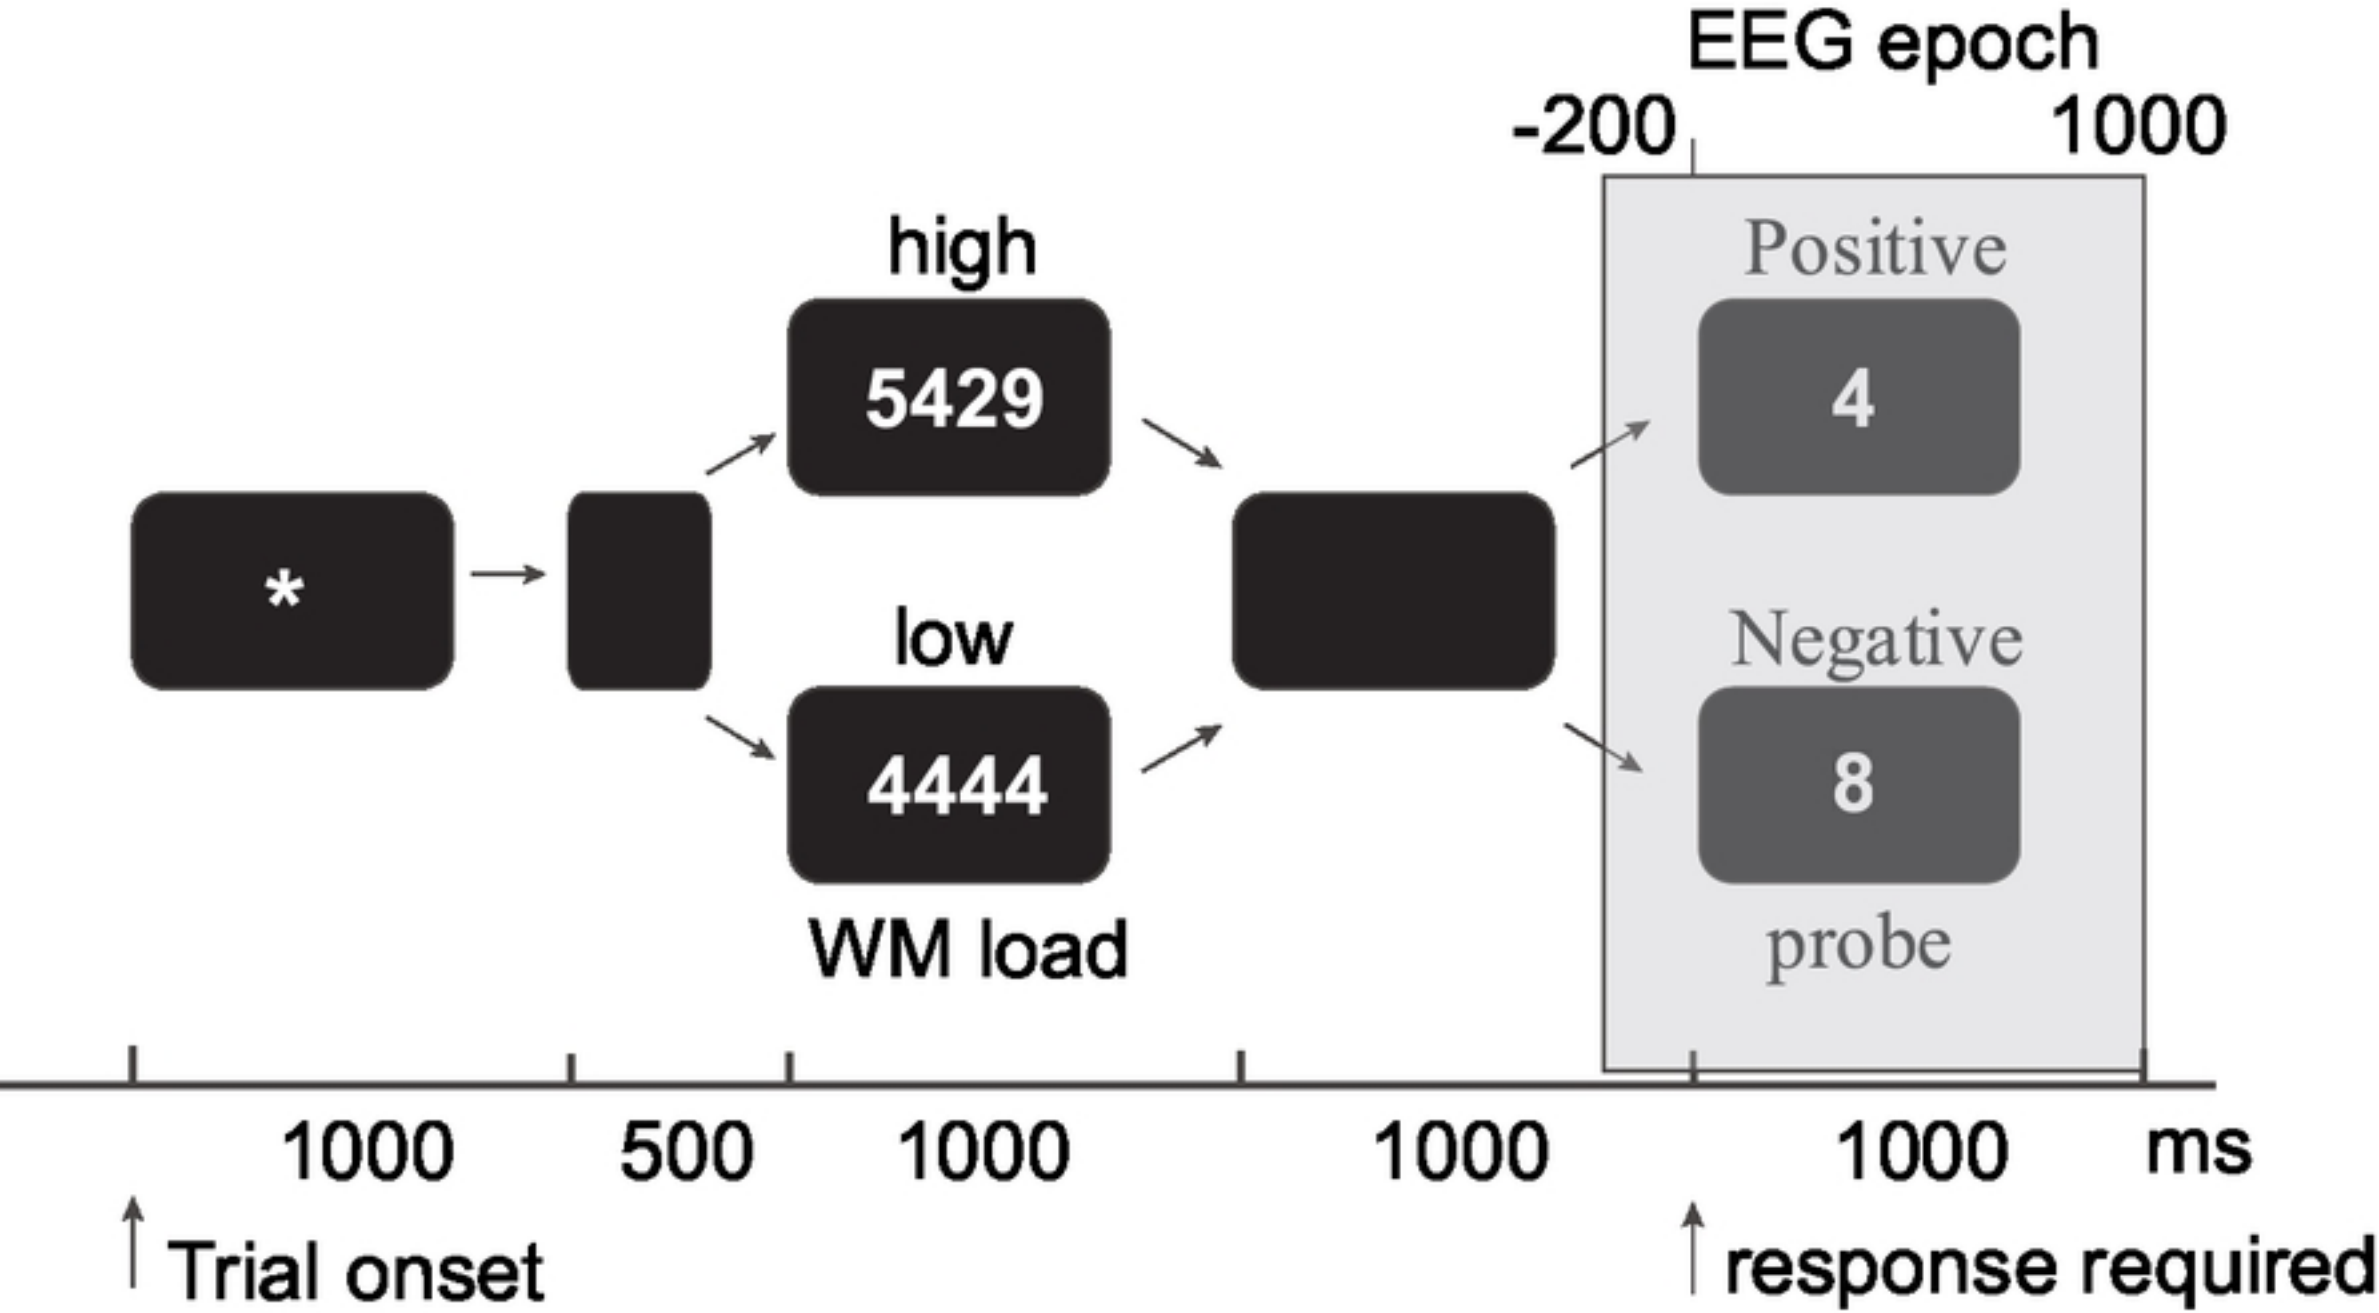 EEG epoch
-200 1000
high
Positive
5429
4
*
low
Negative
4444
8
WM load
probe
1000 500 1000 1000 1000 ms
Trial onset
response required